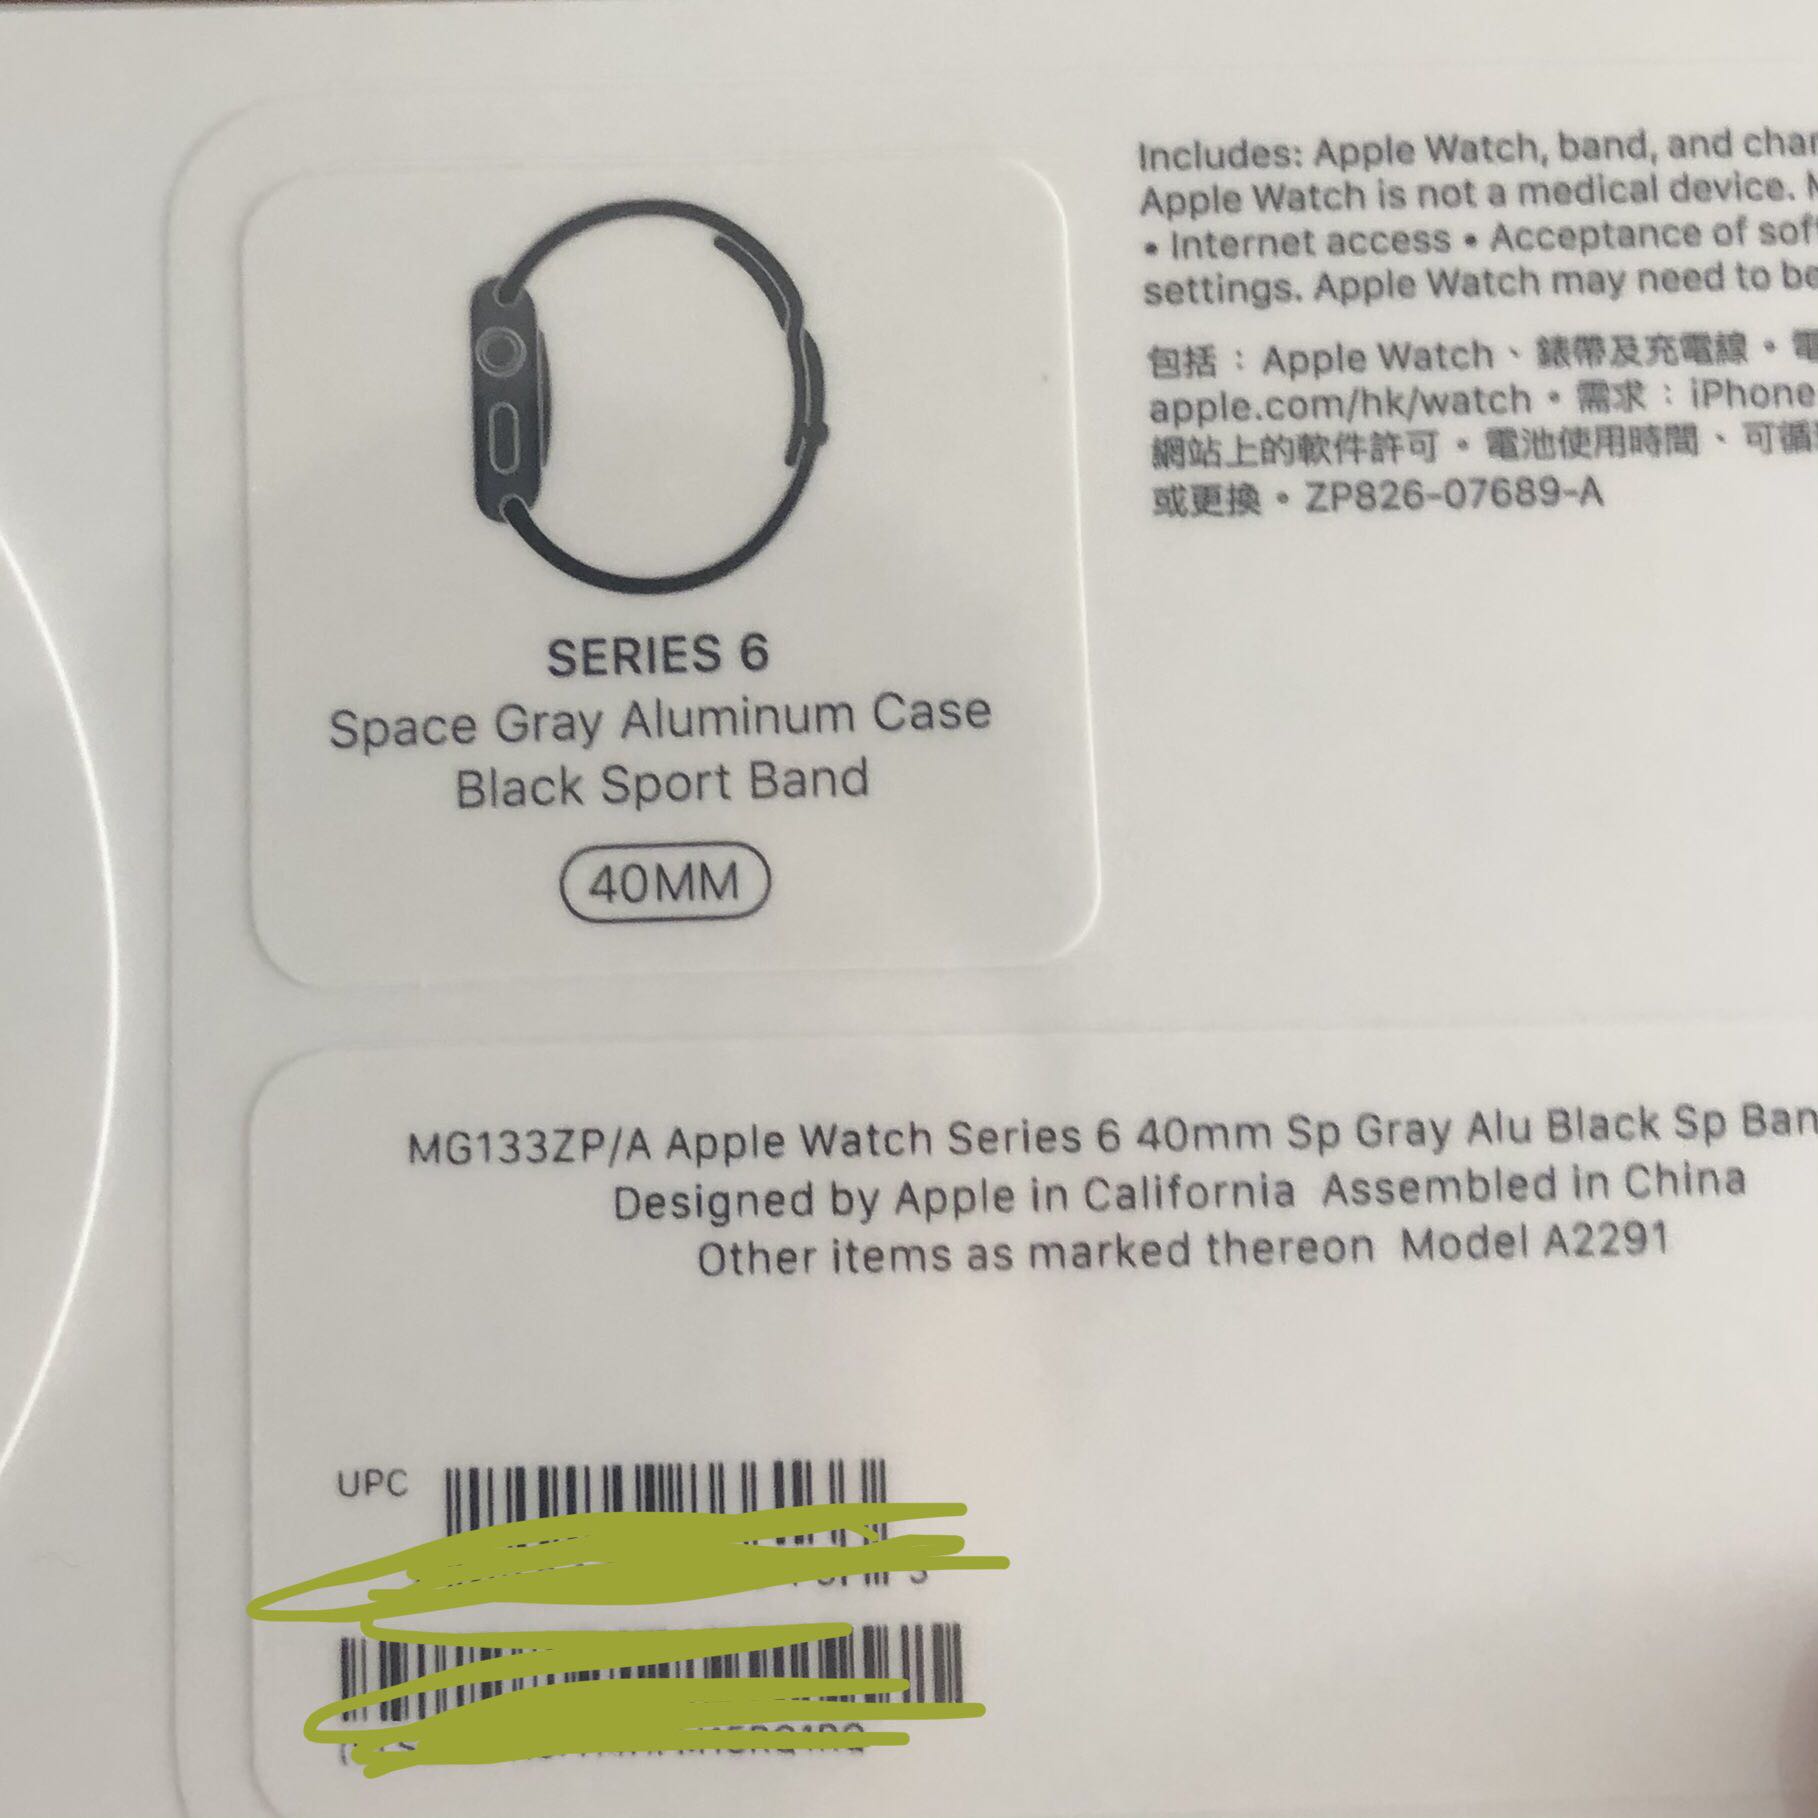 Includes: Apple Watch, band, and char
Apple Watch is not a medical device.
• Internet access • Acceptance of sof
settings. Apple Watch may need to be
包括：Apple Watch、錶帶及充電線。電
apple.com/hk/watch。需求：iPhone
網站上的軟件許可。電池使用時間、可循
或更換。ZP826-07689-A
SERIES 6
Space Gray Aluminum Case
Black Sport Band
40MM
MG133ZP/A Apple Watch Series 6 40mm Sp Gray Alu Black Sp Ban
Designed by Apple in California Assembled in China
Other items as marked thereon Model A2291
UPC